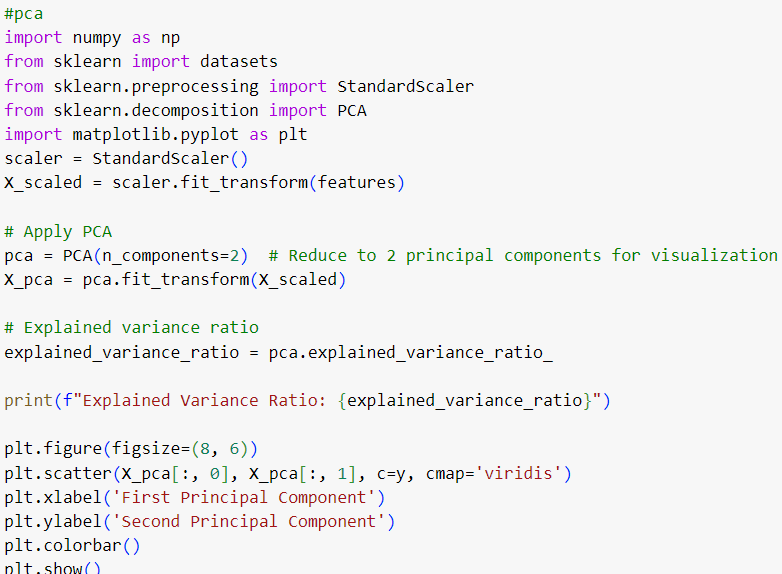 #pca
import numpy as np
from sklearn import datasets
from sklearn.preprocessing import StandardScaler
from sklearn.decomposition import PCA
import matplotlib.pyplot as plt
scaler = StandardScaler()
X_scaled = scaler.fit_transform(features)
# Apply PCA
pca = PCA(n_components=2)  # Reduce to 2 principal components for visualization
X_pca = pca.fit_transform(X_scaled)
# Explained variance ratio
explained_variance_ratio = pca.explained_variance_ratio_
print(f"Explained Variance Ratio: {explained_variance_ratio}")
plt.figure(figsize=(8, 6))
plt.scatter(X_pca[:, 0], X_pca[:, 1], c=y, cmap='viridis')
plt.xlabel('First Principal Component')
plt.ylabel('Second Principal Component')
plt.colorbar()
plt.show()